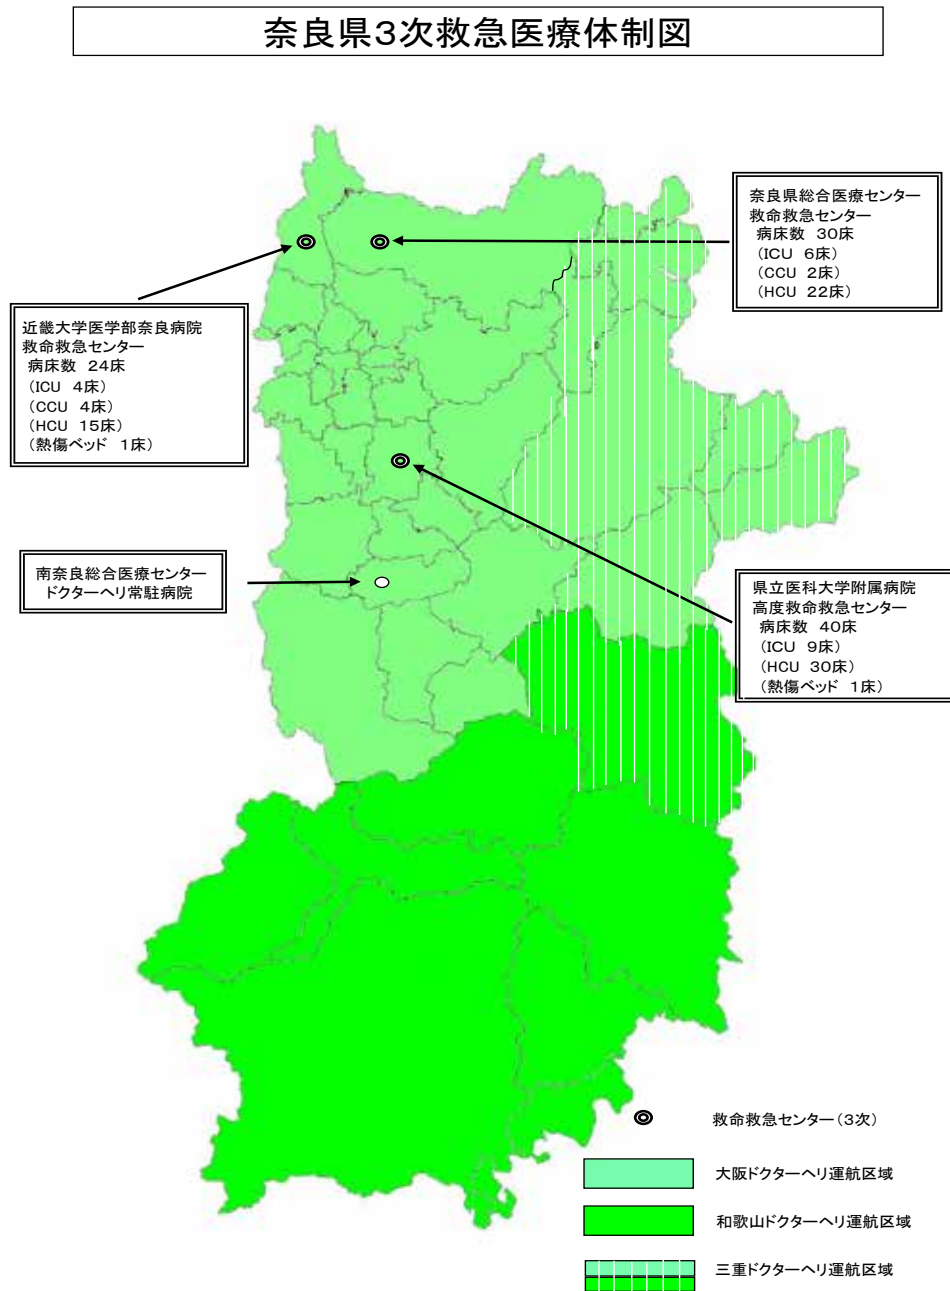 奈良県3次救急医療体制図
奈良県総合医療センター
救命救急センター
病床数 30床
(ICU 6床)
(CCU 2床)
(HCU 22床)
近畿大学医学部奈良病院
救命救急センター
病床数 24床
(ICU 4床)
(CCU 4床)
(HCU 15床)
(熱傷ベッド 1床)
南奈良総合医療センター
ドクターヘリ常駐病院
県立医科大学附属病院
高度救命救急センター
病床数 40床
(ICU 9床)
(HCU 30床)
(熱傷ベッド 1床)
救命救急センター(3次)
大阪ドクターヘリ運航区域
和歌山ドクターヘリ運航区域
三重ドクターヘリ運航区域